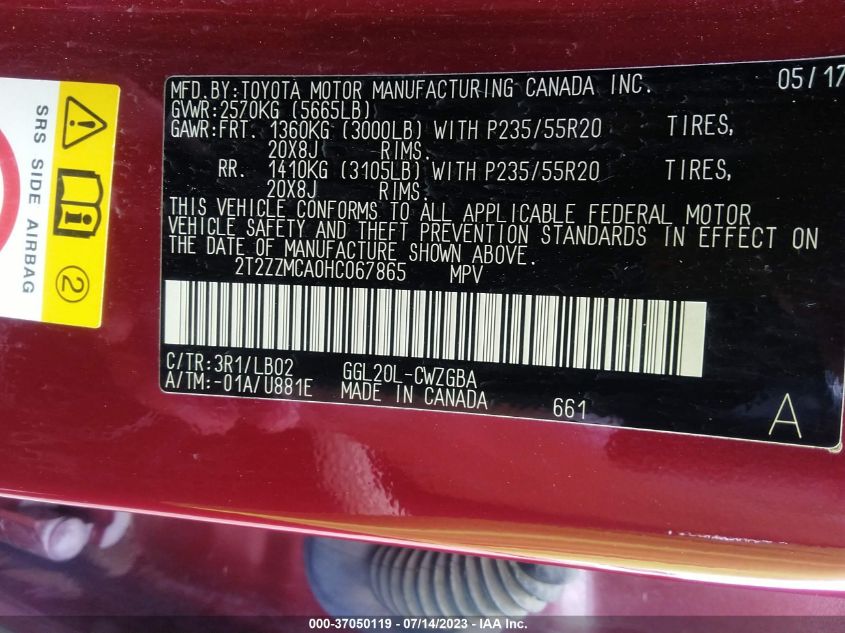 MFD.BY:TOYOTA MOTOR MANUFACTURING CANADA INC. 05/17
GVWR:2570KG (5665LB)
GAWR:FRT. 1360KG (3000LB) WITH P235/55R20 TIRES,
20X8J RIMS.
RR. 1410KG (3105LB) WITH P235/55R20 TIRES,
20X8J RIMS.
THIS VEHICLE CONFORMS TO ALL APPLICABLE FEDERAL MOTOR
VEHICLE SAFETY AND THEFT PREVENTION STANDARDS IN EFFECT ON
THE DATE OF MANUFACTURE SHOWN ABOVE.
2T2ZZMCA0HC067865 MPV
C/TR:3R1/LB02 GGL20L-CWZGBA
A/TM:-01A/U881E MADE IN CANADA 661 A
SRS SIDE AIRBAG
2
000-37050119 - 07/14/2023 - IAA Inc.